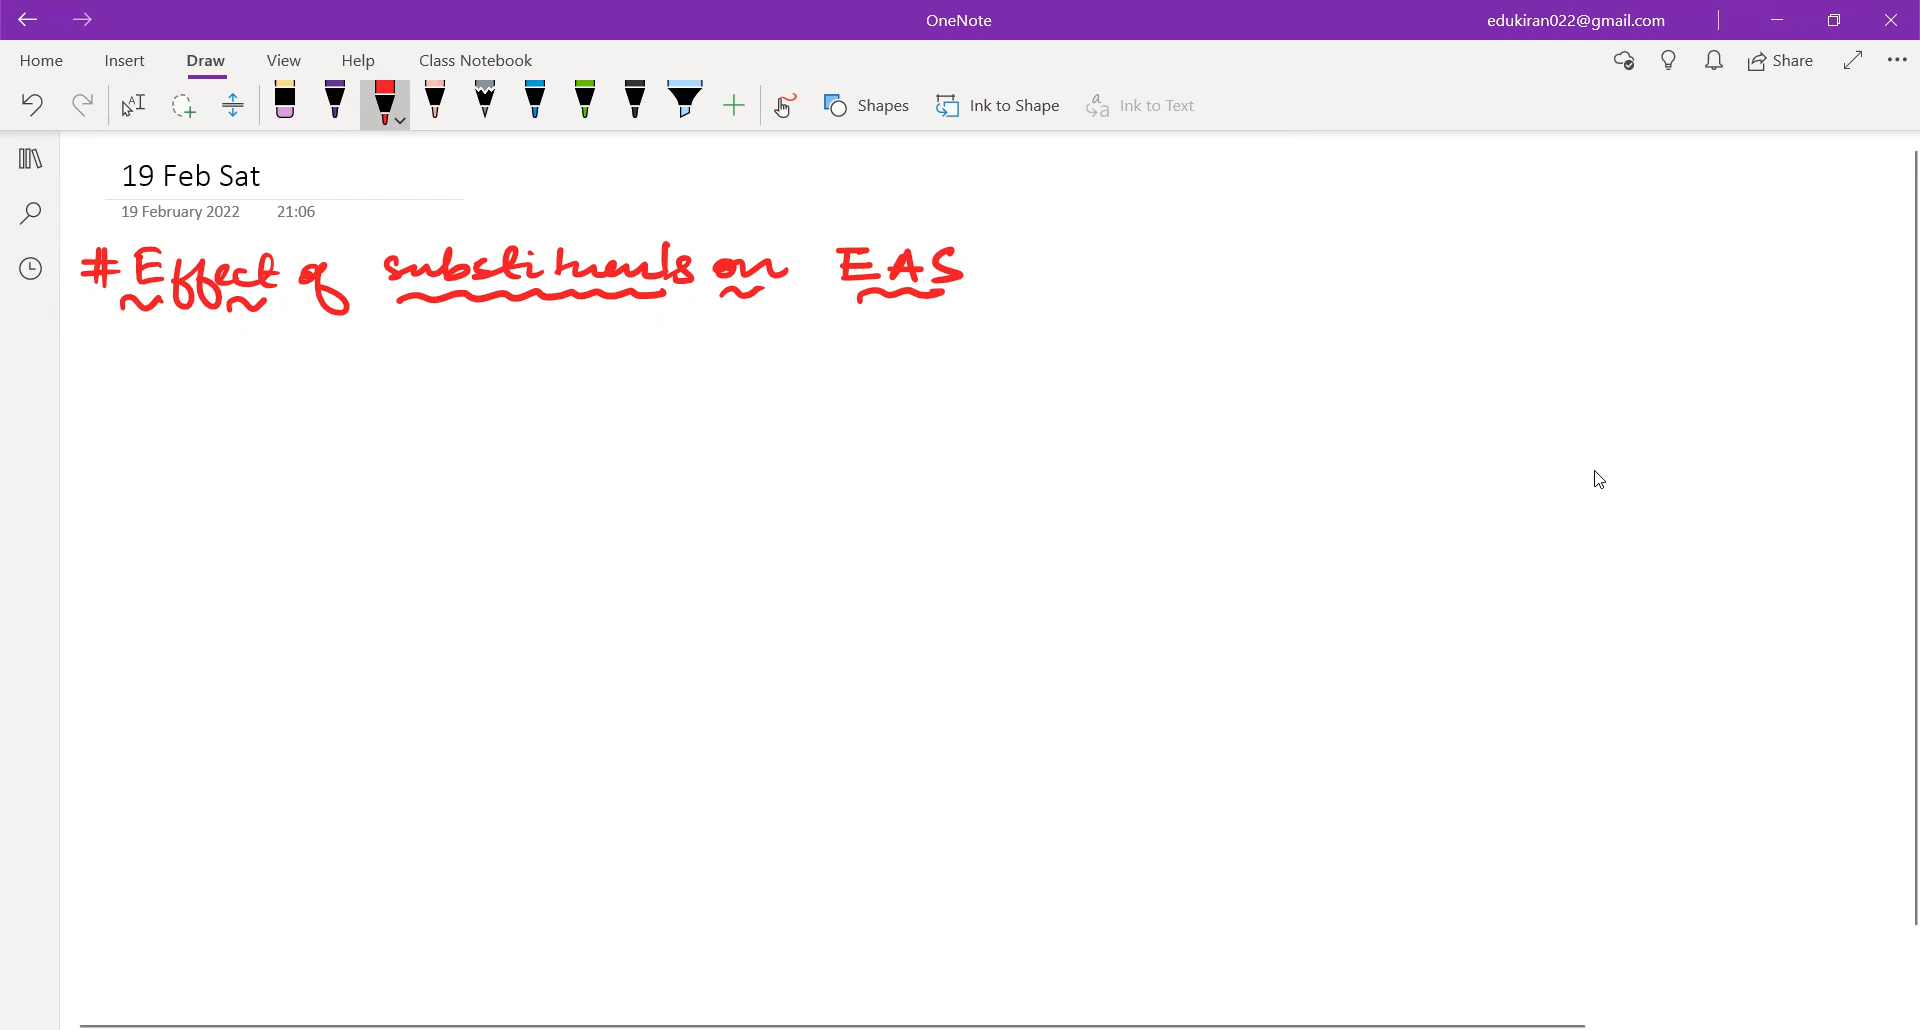 OneNote
edukiran022@gmail.com
Home Insert Draw View Help Class Notebook
Share
Shapes Ink to Shape Ink to Text
19 Feb Sat
19 February 2022 21:06
# Effect of substituents on EAS